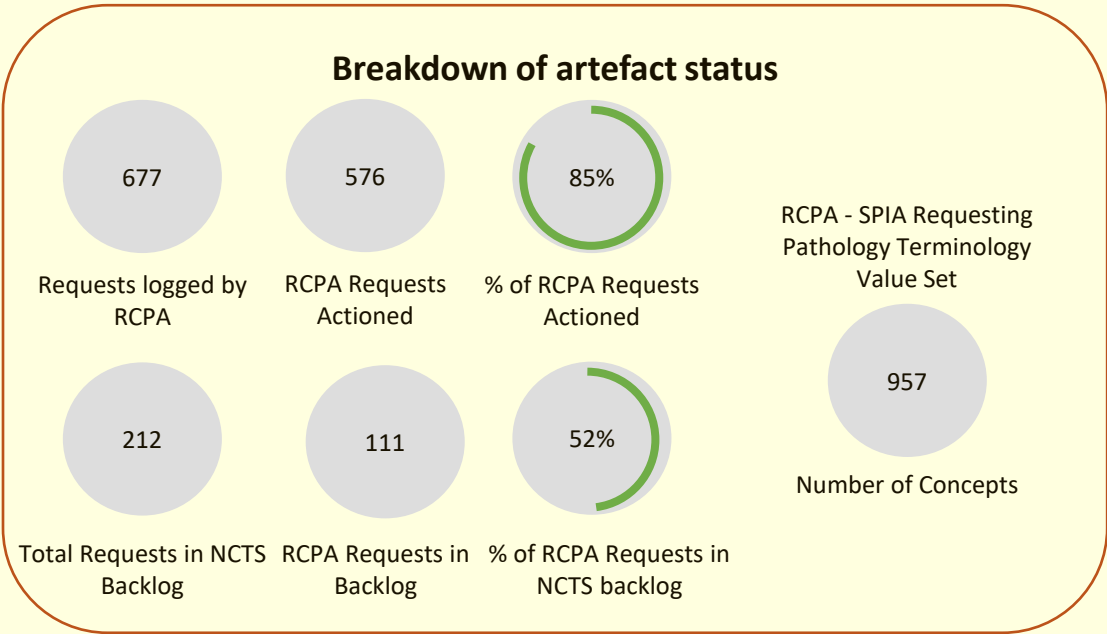 Breakdown of artefact status
677
576
85%
Requests logged by
RCPA
RCPA Requests
Actioned
% of RCPA Requests
Actioned
212
111
52%
Total Requests in NCTS
Backlog
RCPA Requests in
Backlog
% of RCPA Requests in
NCTS backlog
RCPA - SPIA Requesting
Pathology Terminology
Value Set
957
Number of Concepts